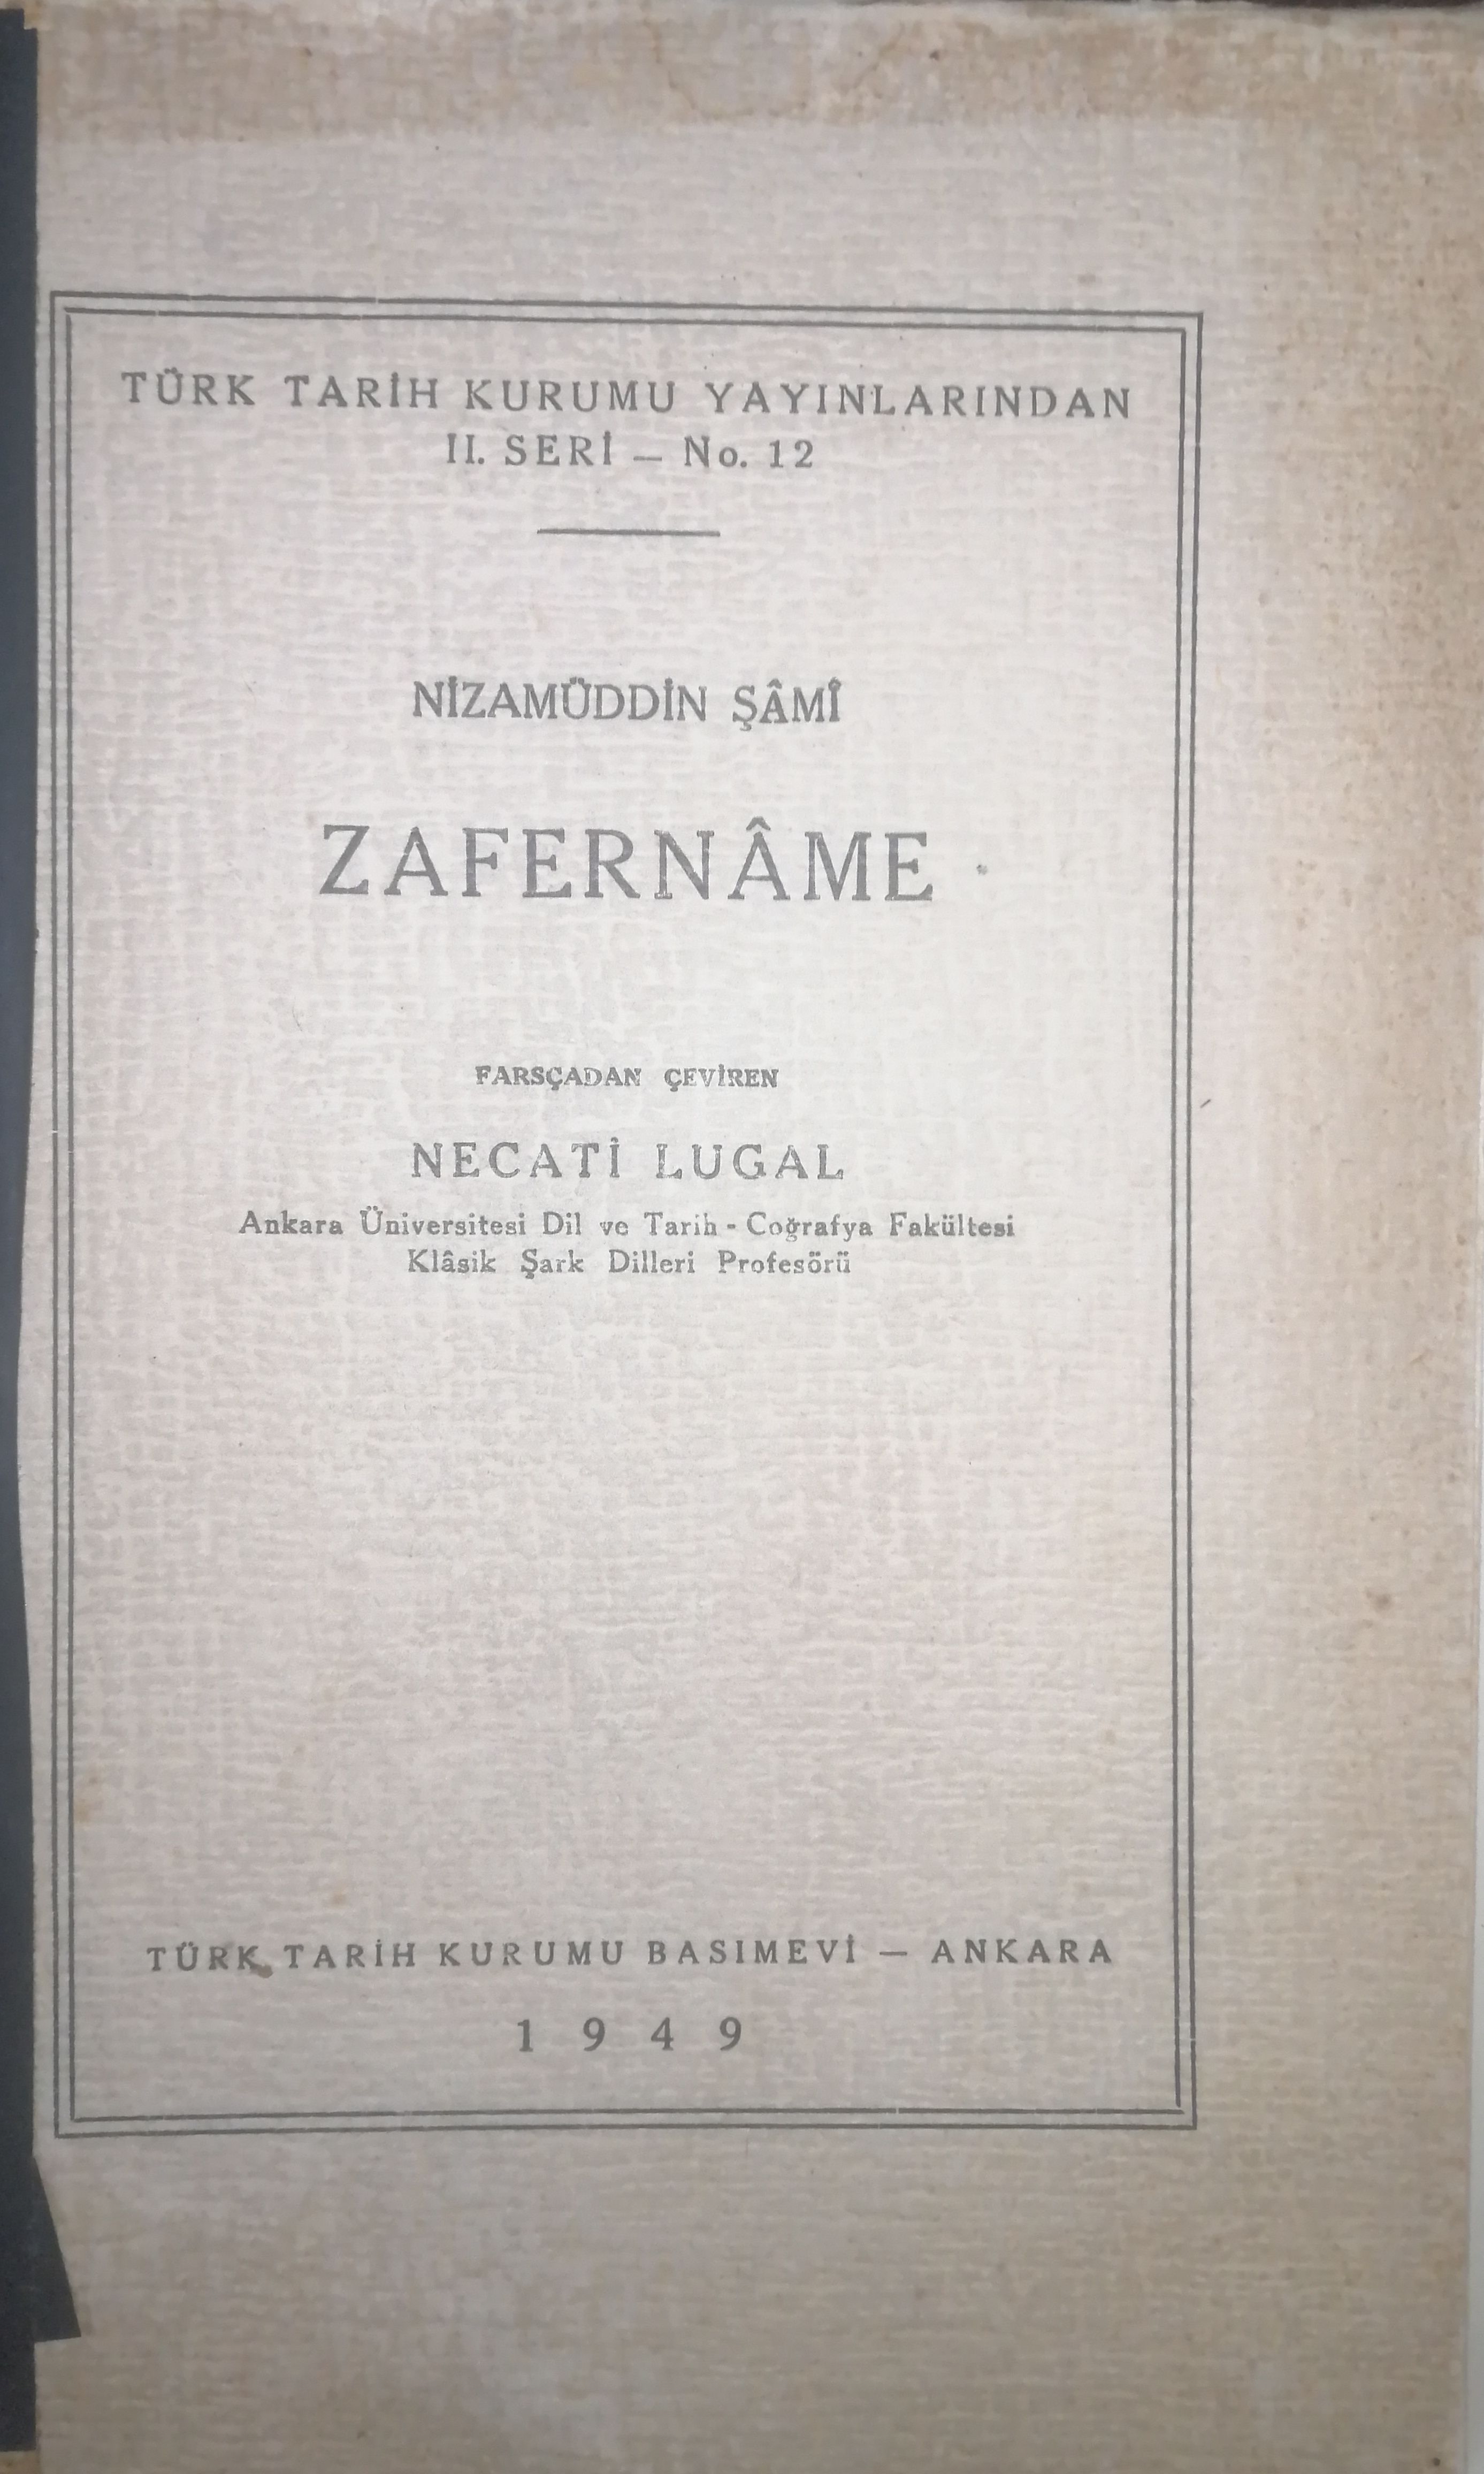 TÜRK TARİH KURUMU YAYINLARINDAN
II. SERİ — No. 12
NİZAMÜDDİN ŞÂMÎ
ZAFERNÂME
FARSÇADAN ÇEVİREN
NECATİ LUGAL
Ankara Üniversitesi Dil ve Tarih - Coğrafya Fakültesi
Klâsik Şark Dilleri Profesörü
TÜRK TARİH KURUMU BASIMEVİ — ANKARA
1949